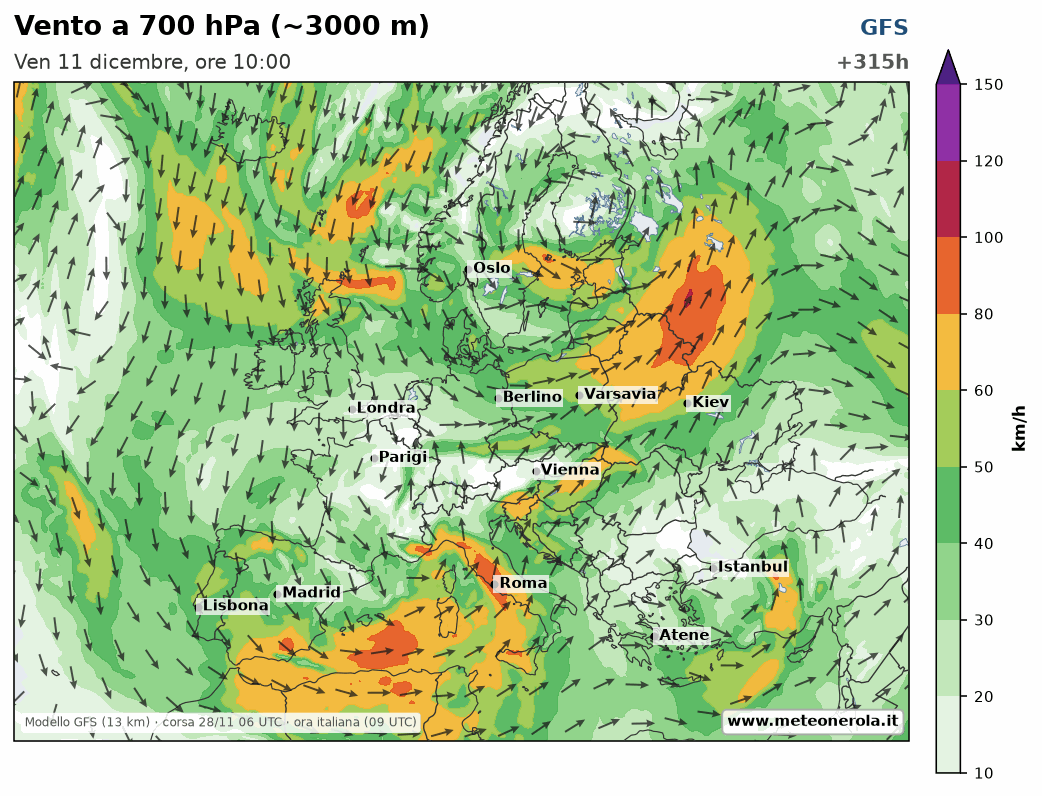 Vento a 700 hPa (~3000 m)
GFS
Ven 11 dicembre, ore 10:00
+315h
150
120
100
80
60
50
40
30
20
10
km/h
Oslo
Berlino
Varsavia
Kiev
Londra
Parigi
Vienna
Istanbul
Roma
Madrid
Lisbona
Atene
Modello GFS (13 km) · corsa 28/11 06 UTC · ora italiana (09 UTC)
www.meteonerola.it